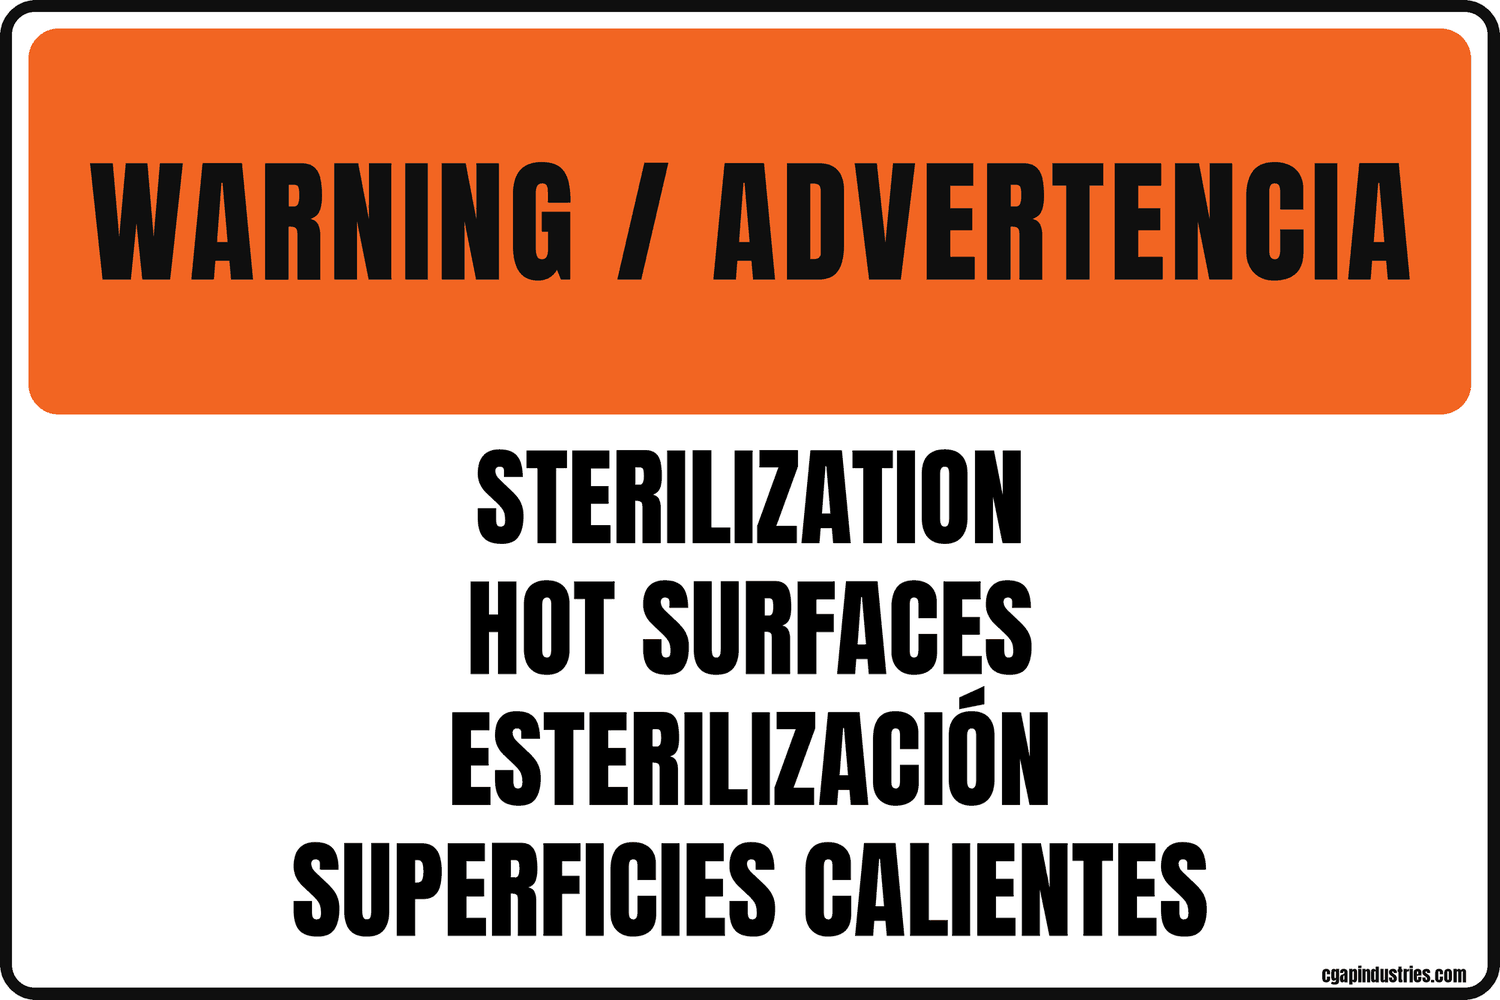 WARNING / ADVERTENCIA
STERILIZATION
HOT SURFACES
ESTERILIZACIÓN
SUPERFICIES CALIENTES
cgapindustries.com